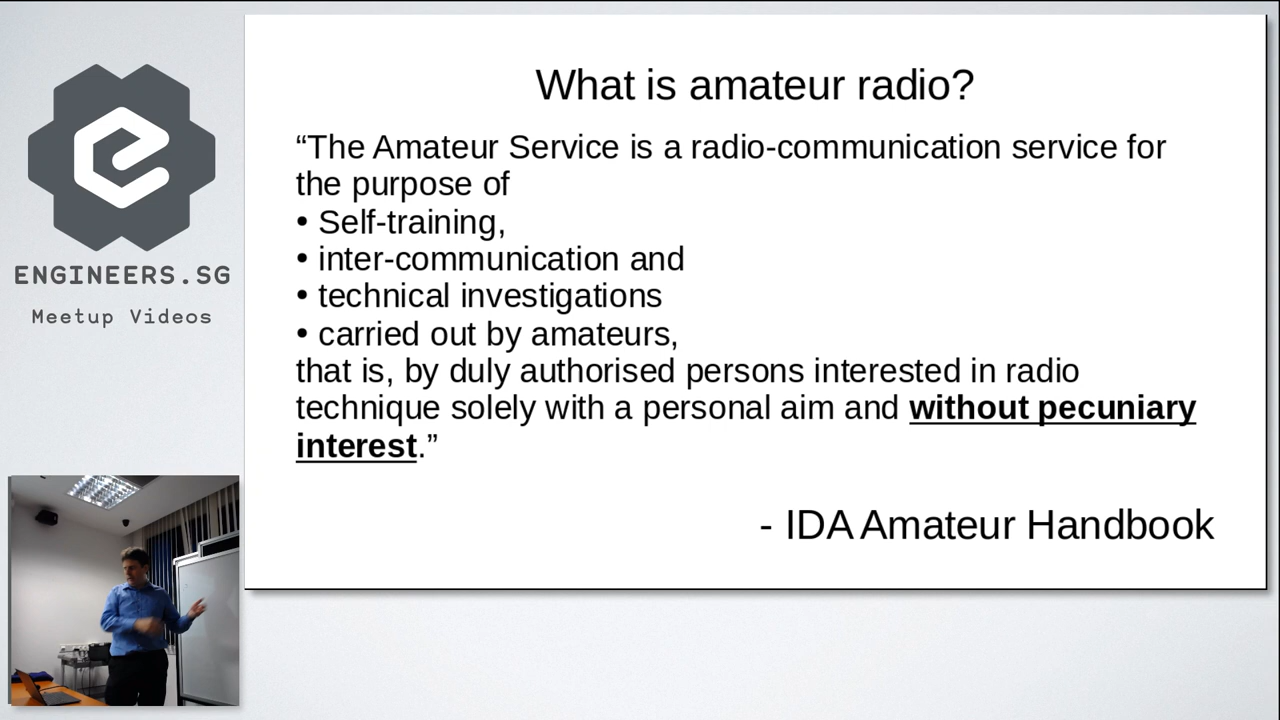 What is amateur radio?
“The Amateur Service is a radio-communication service for
the purpose of
• Self-training,
• inter-communication and
• technical investigations
• carried out by amateurs,
that is, by duly authorised persons interested in radio
technique solely with a personal aim and without pecuniary
interest.”
- IDA Amateur Handbook
ENGINEERS.SG
Meetup Videos